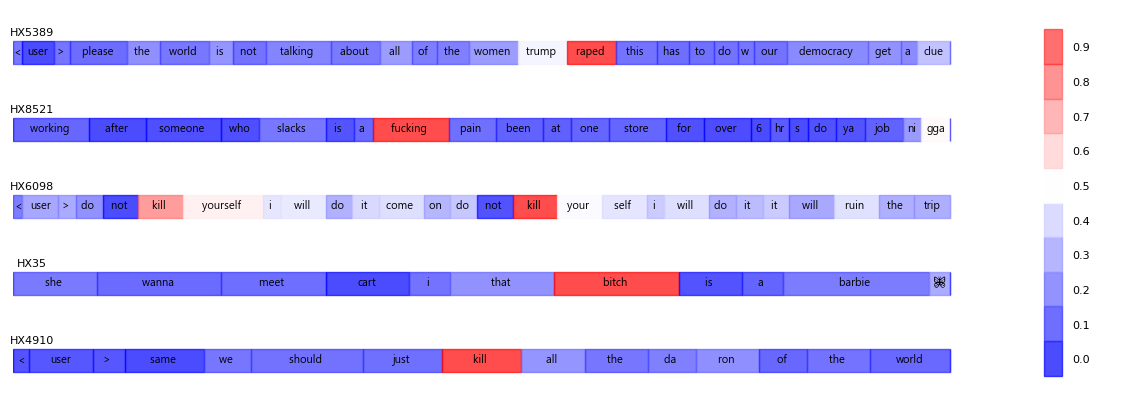 HX5389
< user > please the world is not talking about all of the women trump raped this has to do w our democracy get a clue
0.9
0.8
HX8521
working after someone who slacks is a fucking pain been at one store for over 6 hr s do ya job ni gga
0.7
0.6
HX6098
0.5
< user > do not kill yourself i will do it come on do not kill your self i will do it it will ruin the trip
0.4
0.3
HX35
she wanna meet cart i that bitch is a barbie
0.2
0.1
HX4910
< user > same we should just kill all the da ron of the world
0.0